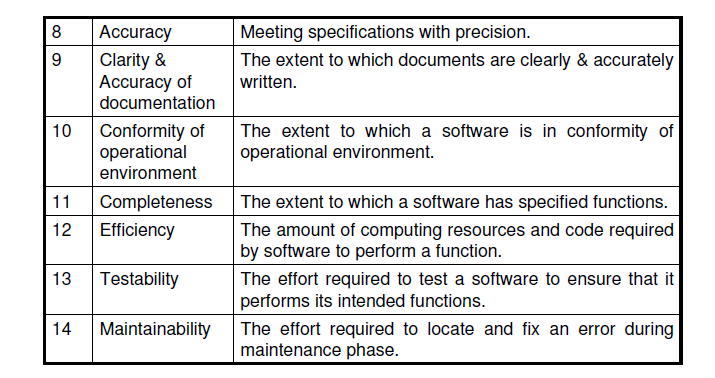 8 Accuracy Meeting specifications with precision.
9 Clarity & The extent to which documents are clearly & accurately
Accuracy of written.
documentation
10 Conformity of The extent to which a software is in conformity of
operational operational environment.
environment
11 Completeness The extent to which a software has specified functions.
12 Efficiency The amount of computing resources and code required
by software to perform a function.
13 Testability The effort required to test a software to ensure that it
performs its intended functions.
14 Maintainability The effort required to locate and fix an error during
maintenance phase.